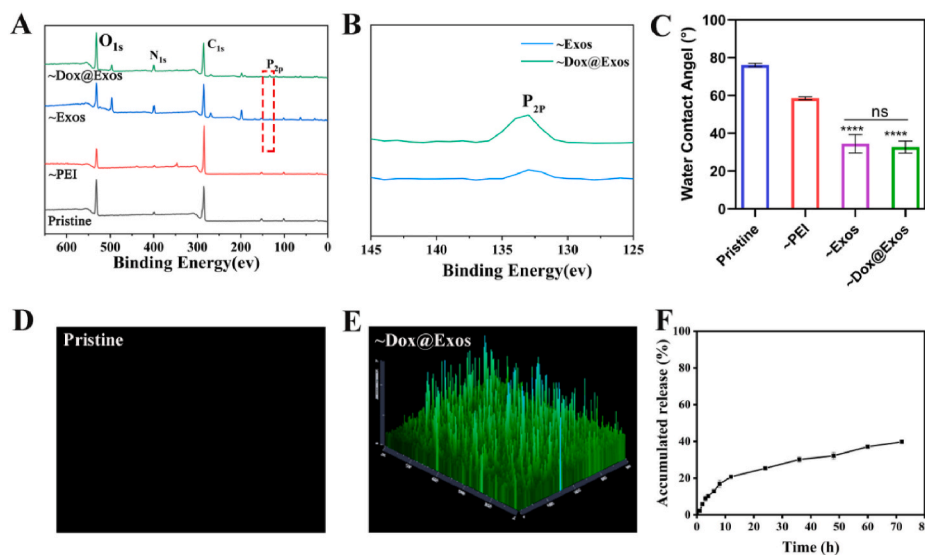 A
O1s
N1s
C1s
P2p
~Dox@Exos
~Exos
~PEI
Pristine
600 500 400 300 200 100 0
Binding Energy(ev)
B
~Exos
~Dox@Exos
P2P
145 140 135 130 125
Binding Energy(ev)
C
Water Contact Angel (°)
80
60
40
20
0
ns
**** ****
Pristine
~PEI
~Exos
~Dox@Exos
D
Pristine
E
~Dox@Exos
F
Accumulated release (%)
100
80
60
40
20
0
0 10 20 30 40 50 60 70 80
Time (h)